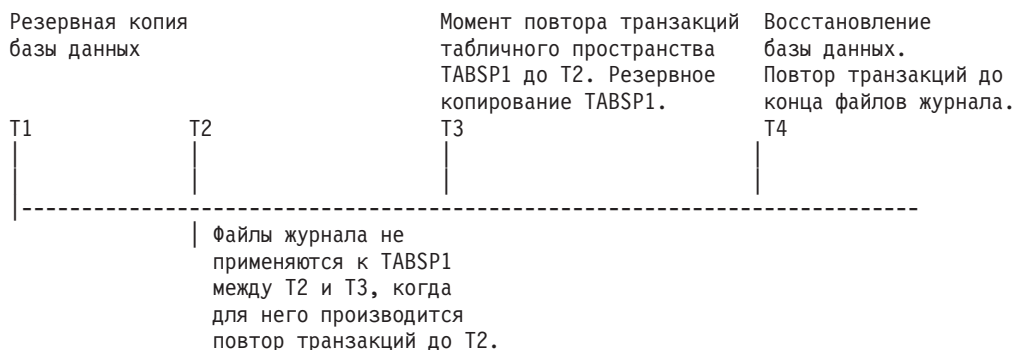 Резервная копия
базы данных
Момент повтора транзакций
табличного пространства
TABSP1 до T2. Резервное
копирование TABSP1.
Восстановление
базы данных.
Повтор транзакций до
конца файлов журнала.
T1 T2 T3 T4
Файлы журнала не
применяются к TABSP1
между T2 и T3, когда
для него производится
повтор транзакций до T2.